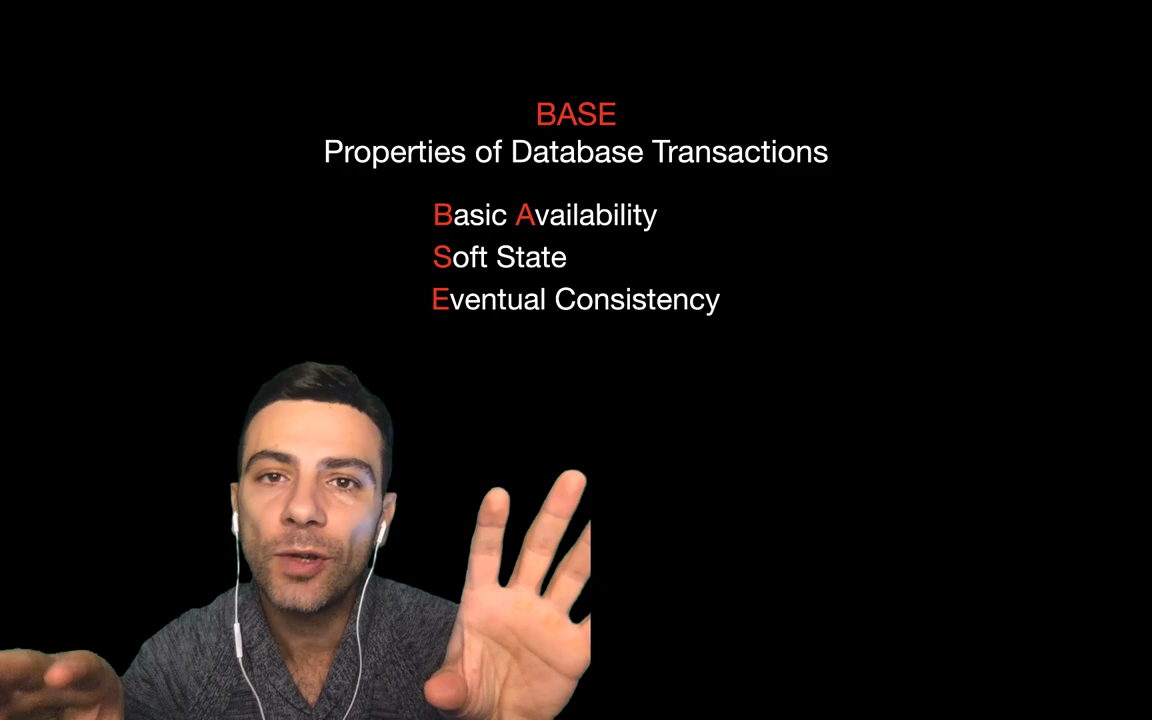 BASE
Properties of Database Transactions
Basic Availability
Soft State
Eventual Consistency